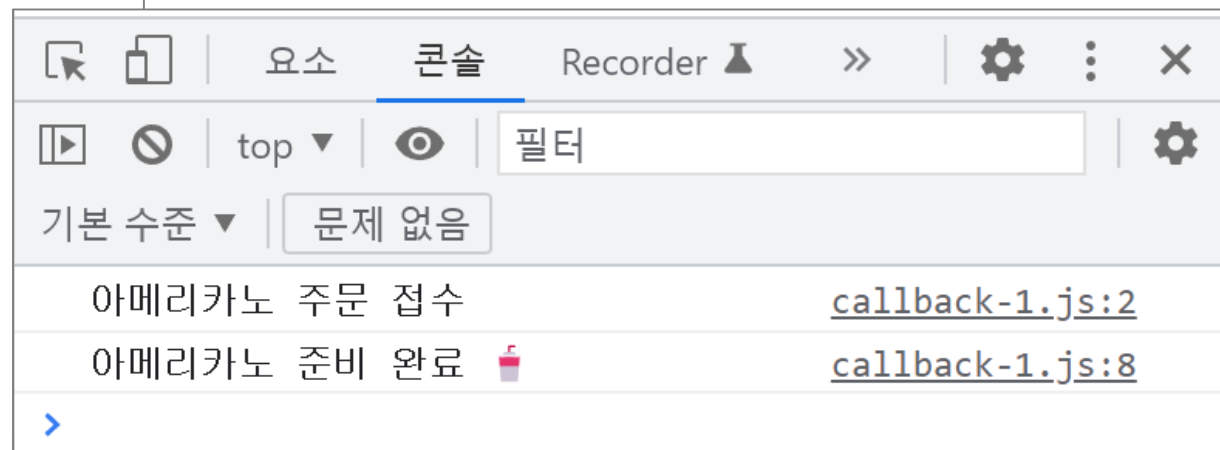 요소 콘솔 Recorder
top 필터
기본 수준 문제 없음
아메리카노 주문 접수 callback-1.js:2
아메리카노 준비 완료 🥤 callback-1.js:8